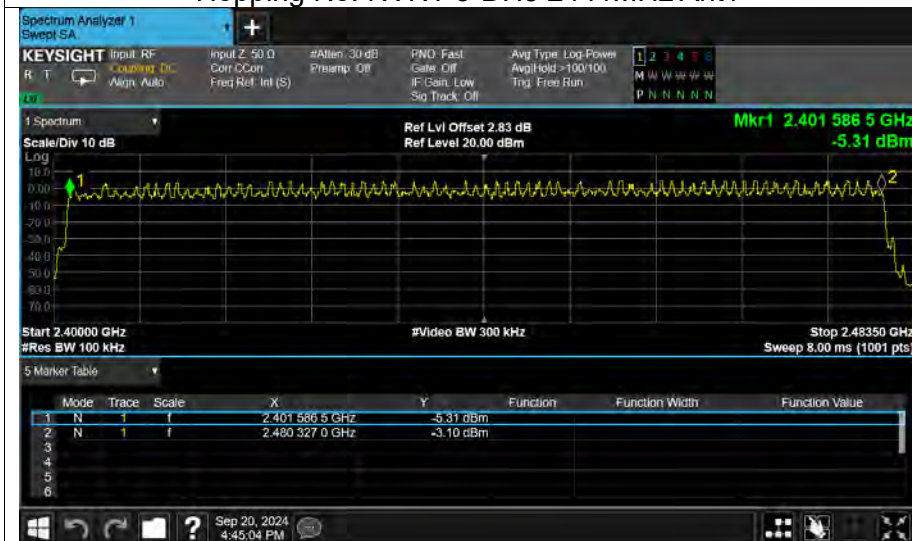 Spectrum Analyzer 1
Swept SA
+
KEYSIGHT Input: RF Input Z: 50 Ω #Atten: 30 dB PNO: Fast Avg Type: Log-Power 1 2 3 4 5 6
R T Coupling: DC Corr CCorr Preamp: Off Gate: Off Avg|Hold:>100/100 M W W W W W
Align: Auto Freq Ref: Int (S) IF Gain: Low Trig: Free Run
Sig Track: Off P N N N N N
1 Spectrum
Scale/Div 10 dB Ref Lvl Offset 2.83 dB Mkr1 2.401 586 5 GHz
Ref Level 20.00 dBm -5.31 dBm
Log
10.0
0.00 1 2
-10.0
-20.0
-30.0
-40.0
-50.0
-60.0
-70.0
Start 2.40000 GHz #Video BW 300 kHz Stop 2.48350 GHz
#Res BW 100 kHz Sweep 8.00 ms (1001 pts)
5 Marker Table
Mode Trace Scale X Y Function Function Width Function Value
1 N 1 f 2.401 586 5 GHz -5.31 dBm
2 N 1 f 2.480 327 0 GHz -3.10 dBm
3
4
5
6
? Sep 20, 2024
4:45:04 PM